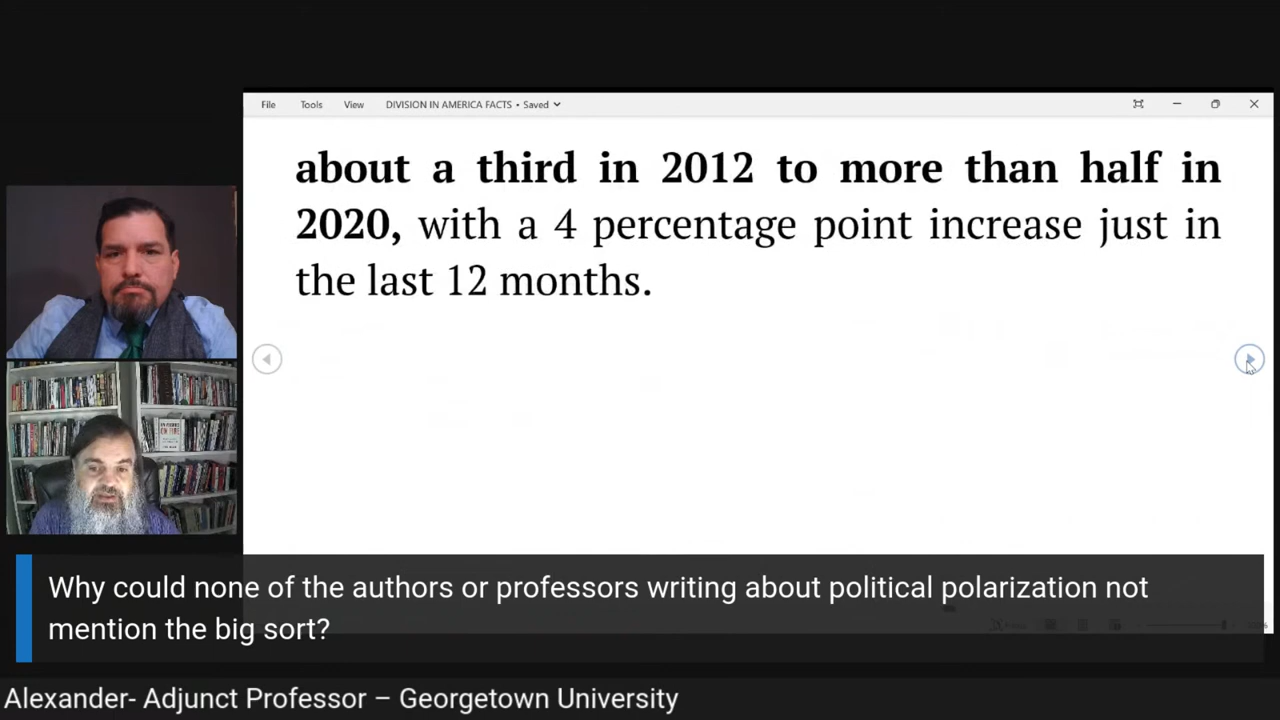 File Tools View DIVISION IN AMERICA FACTS • Saved
about a third in 2012 to more than half in
2020, with a 4 percentage point increase just in
the last 12 months.
Why could none of the authors or professors writing about political polarization not
mention the big sort?
Alexander- Adjunct Professor – Georgetown University